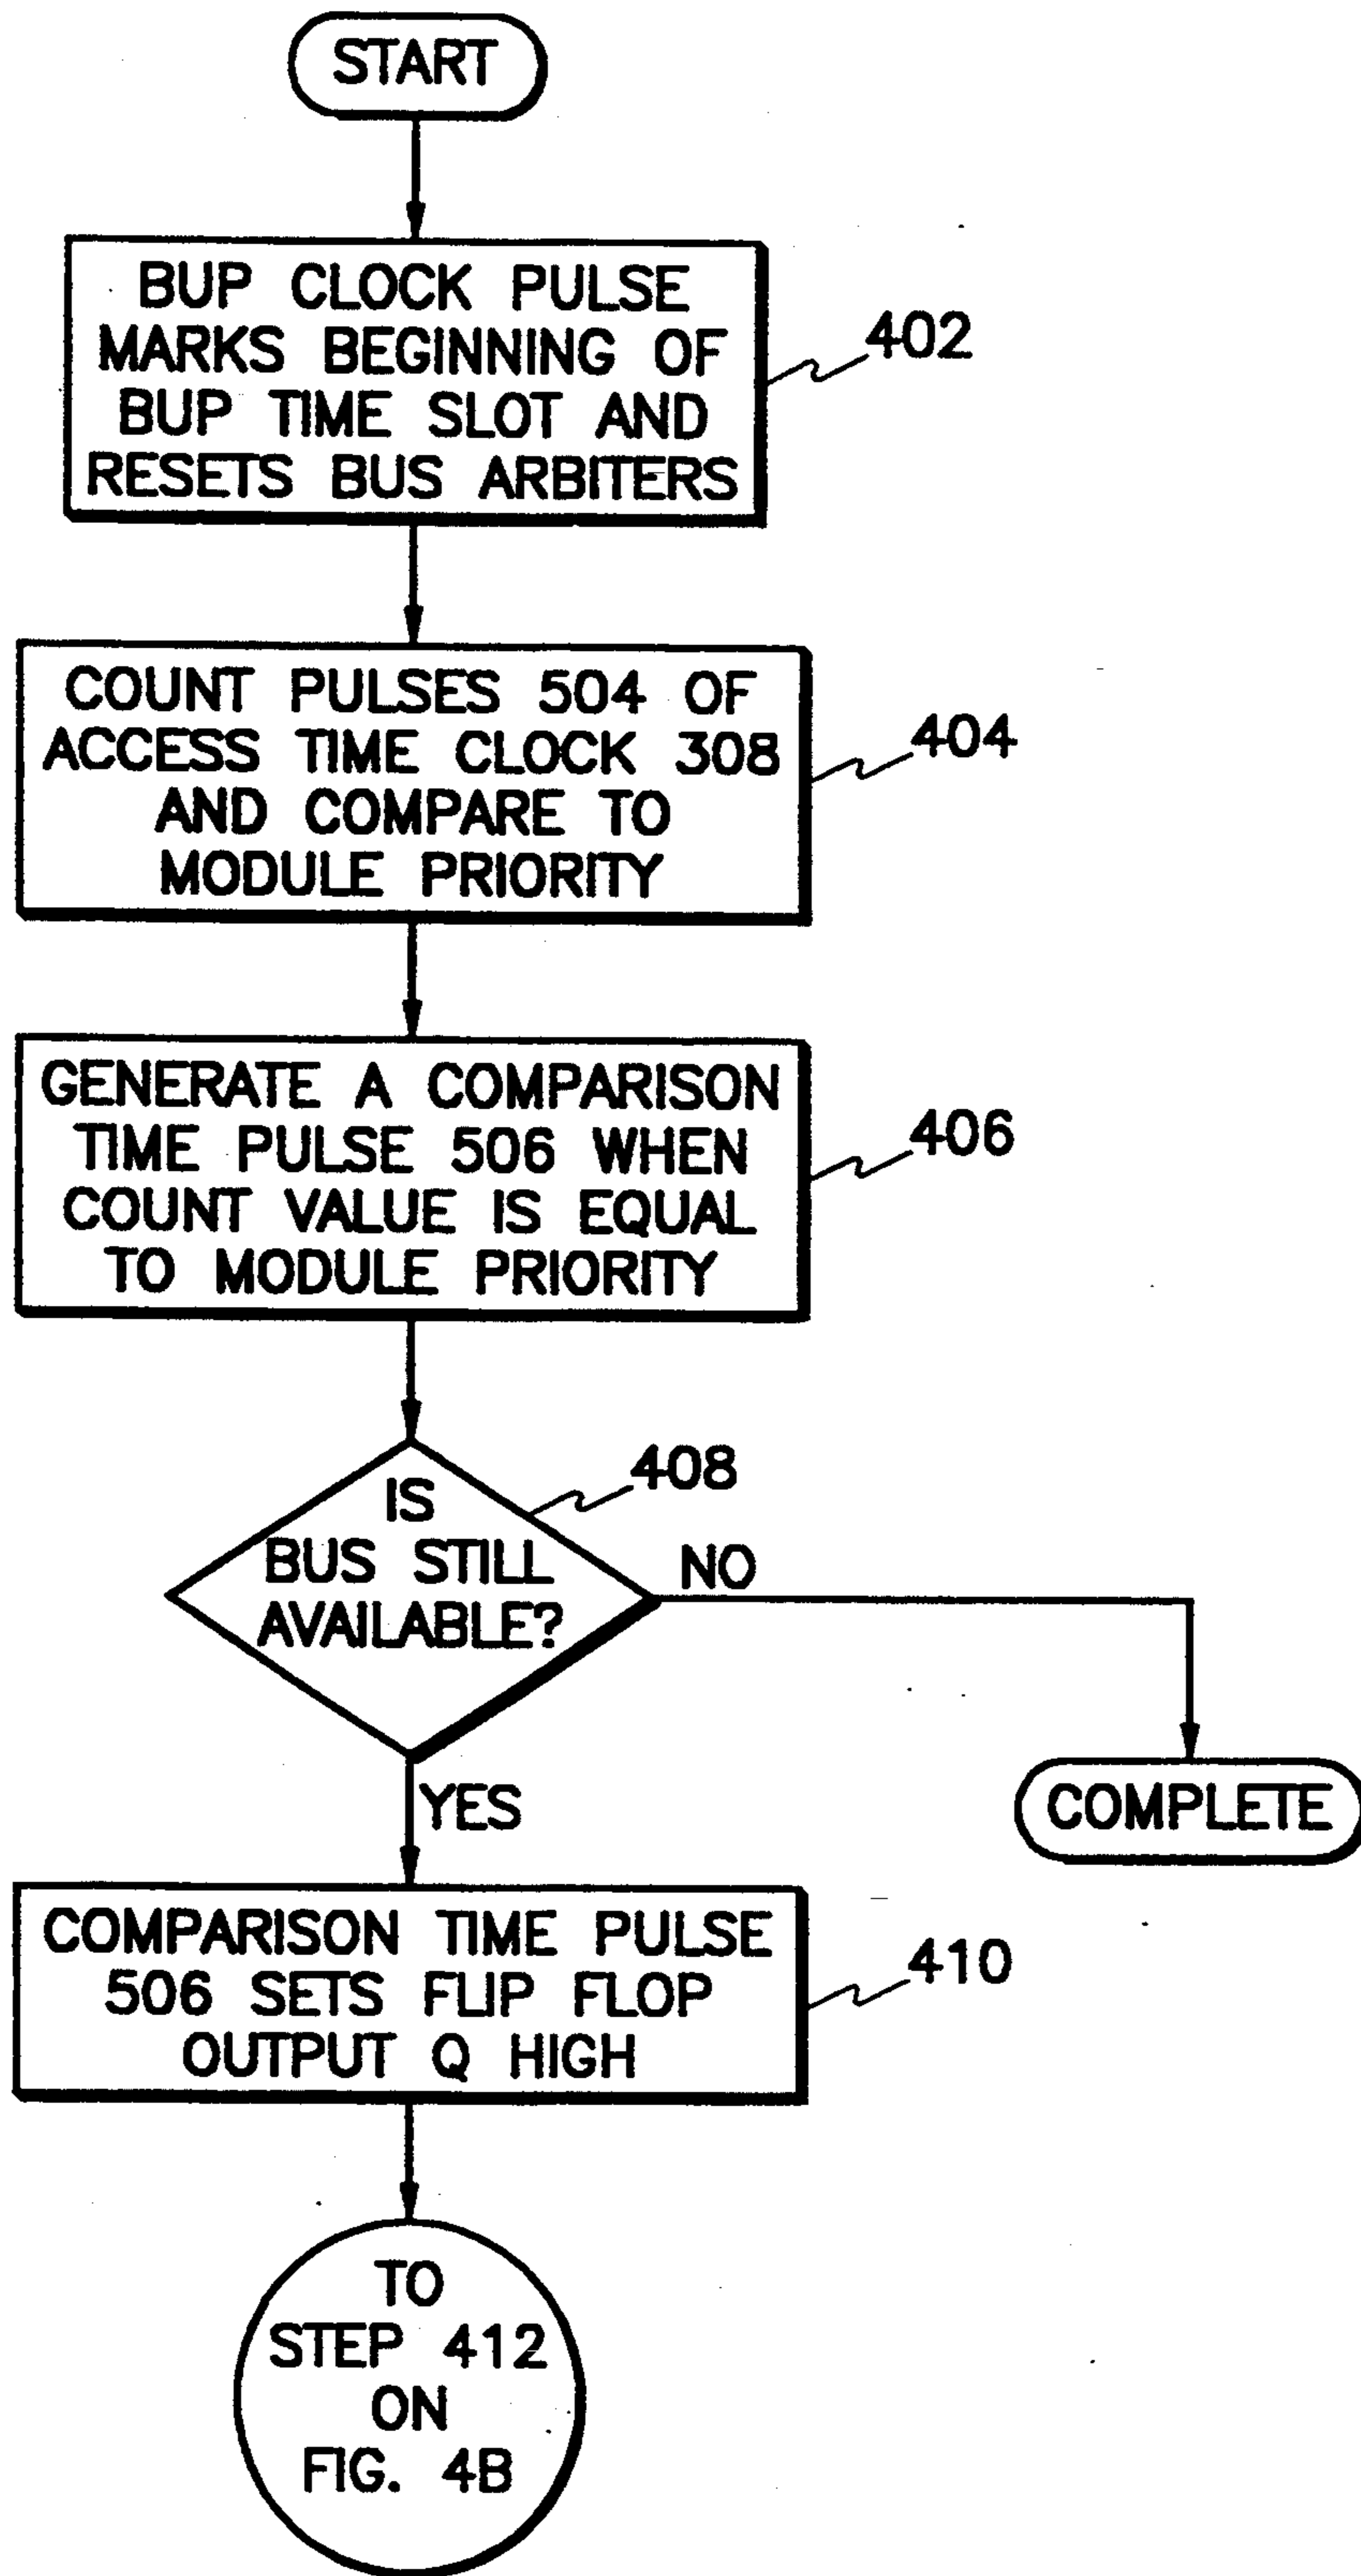 START
BUP CLOCK PULSE
MARKS BEGINNING OF
BUP TIME SLOT AND
RESETS BUS ARBITERS
402
COUNT PULSES 504 OF
ACCESS TIME CLOCK 308
AND COMPARE TO
MODULE PRIORITY
404
GENERATE A COMPARISON
TIME PULSE 506 WHEN
COUNT VALUE IS EQUAL
TO MODULE PRIORITY
406
IS
BUS STILL
AVAILABLE?
408
NO
YES
COMPLETE
COMPARISON TIME PULSE
506 SETS FLIP FLOP
OUTPUT Q HIGH
410
TO
STEP 412
ON
FIG. 4B